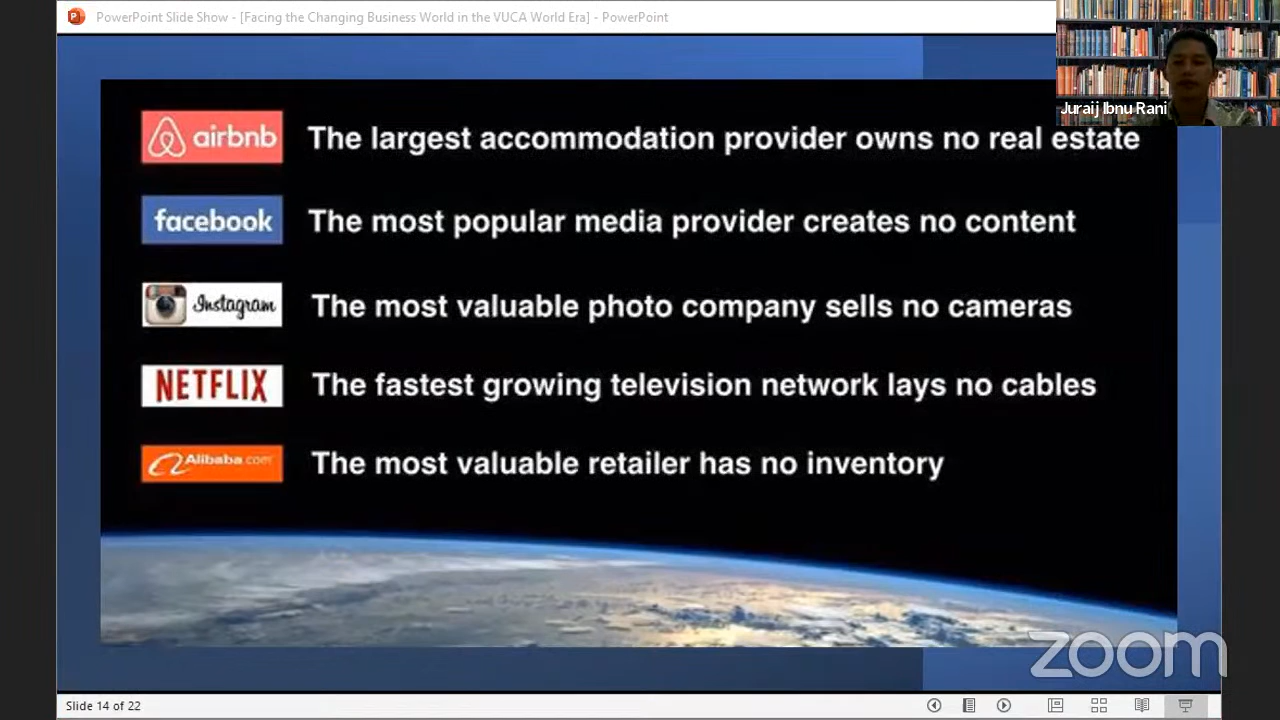 PowerPoint Slide Show - [Facing the Changing Business World in the VUCA World Era] - PowerPoint
Juraij Ibnu Rani
airbnb The largest accommodation provider owns no real estate
facebook The most popular media provider creates no content
Instagram The most valuable photo company sells no cameras
NETFLIX The fastest growing television network lays no cables
Alibaba.com The most valuable retailer has no inventory
zoom
Slide 14 of 22